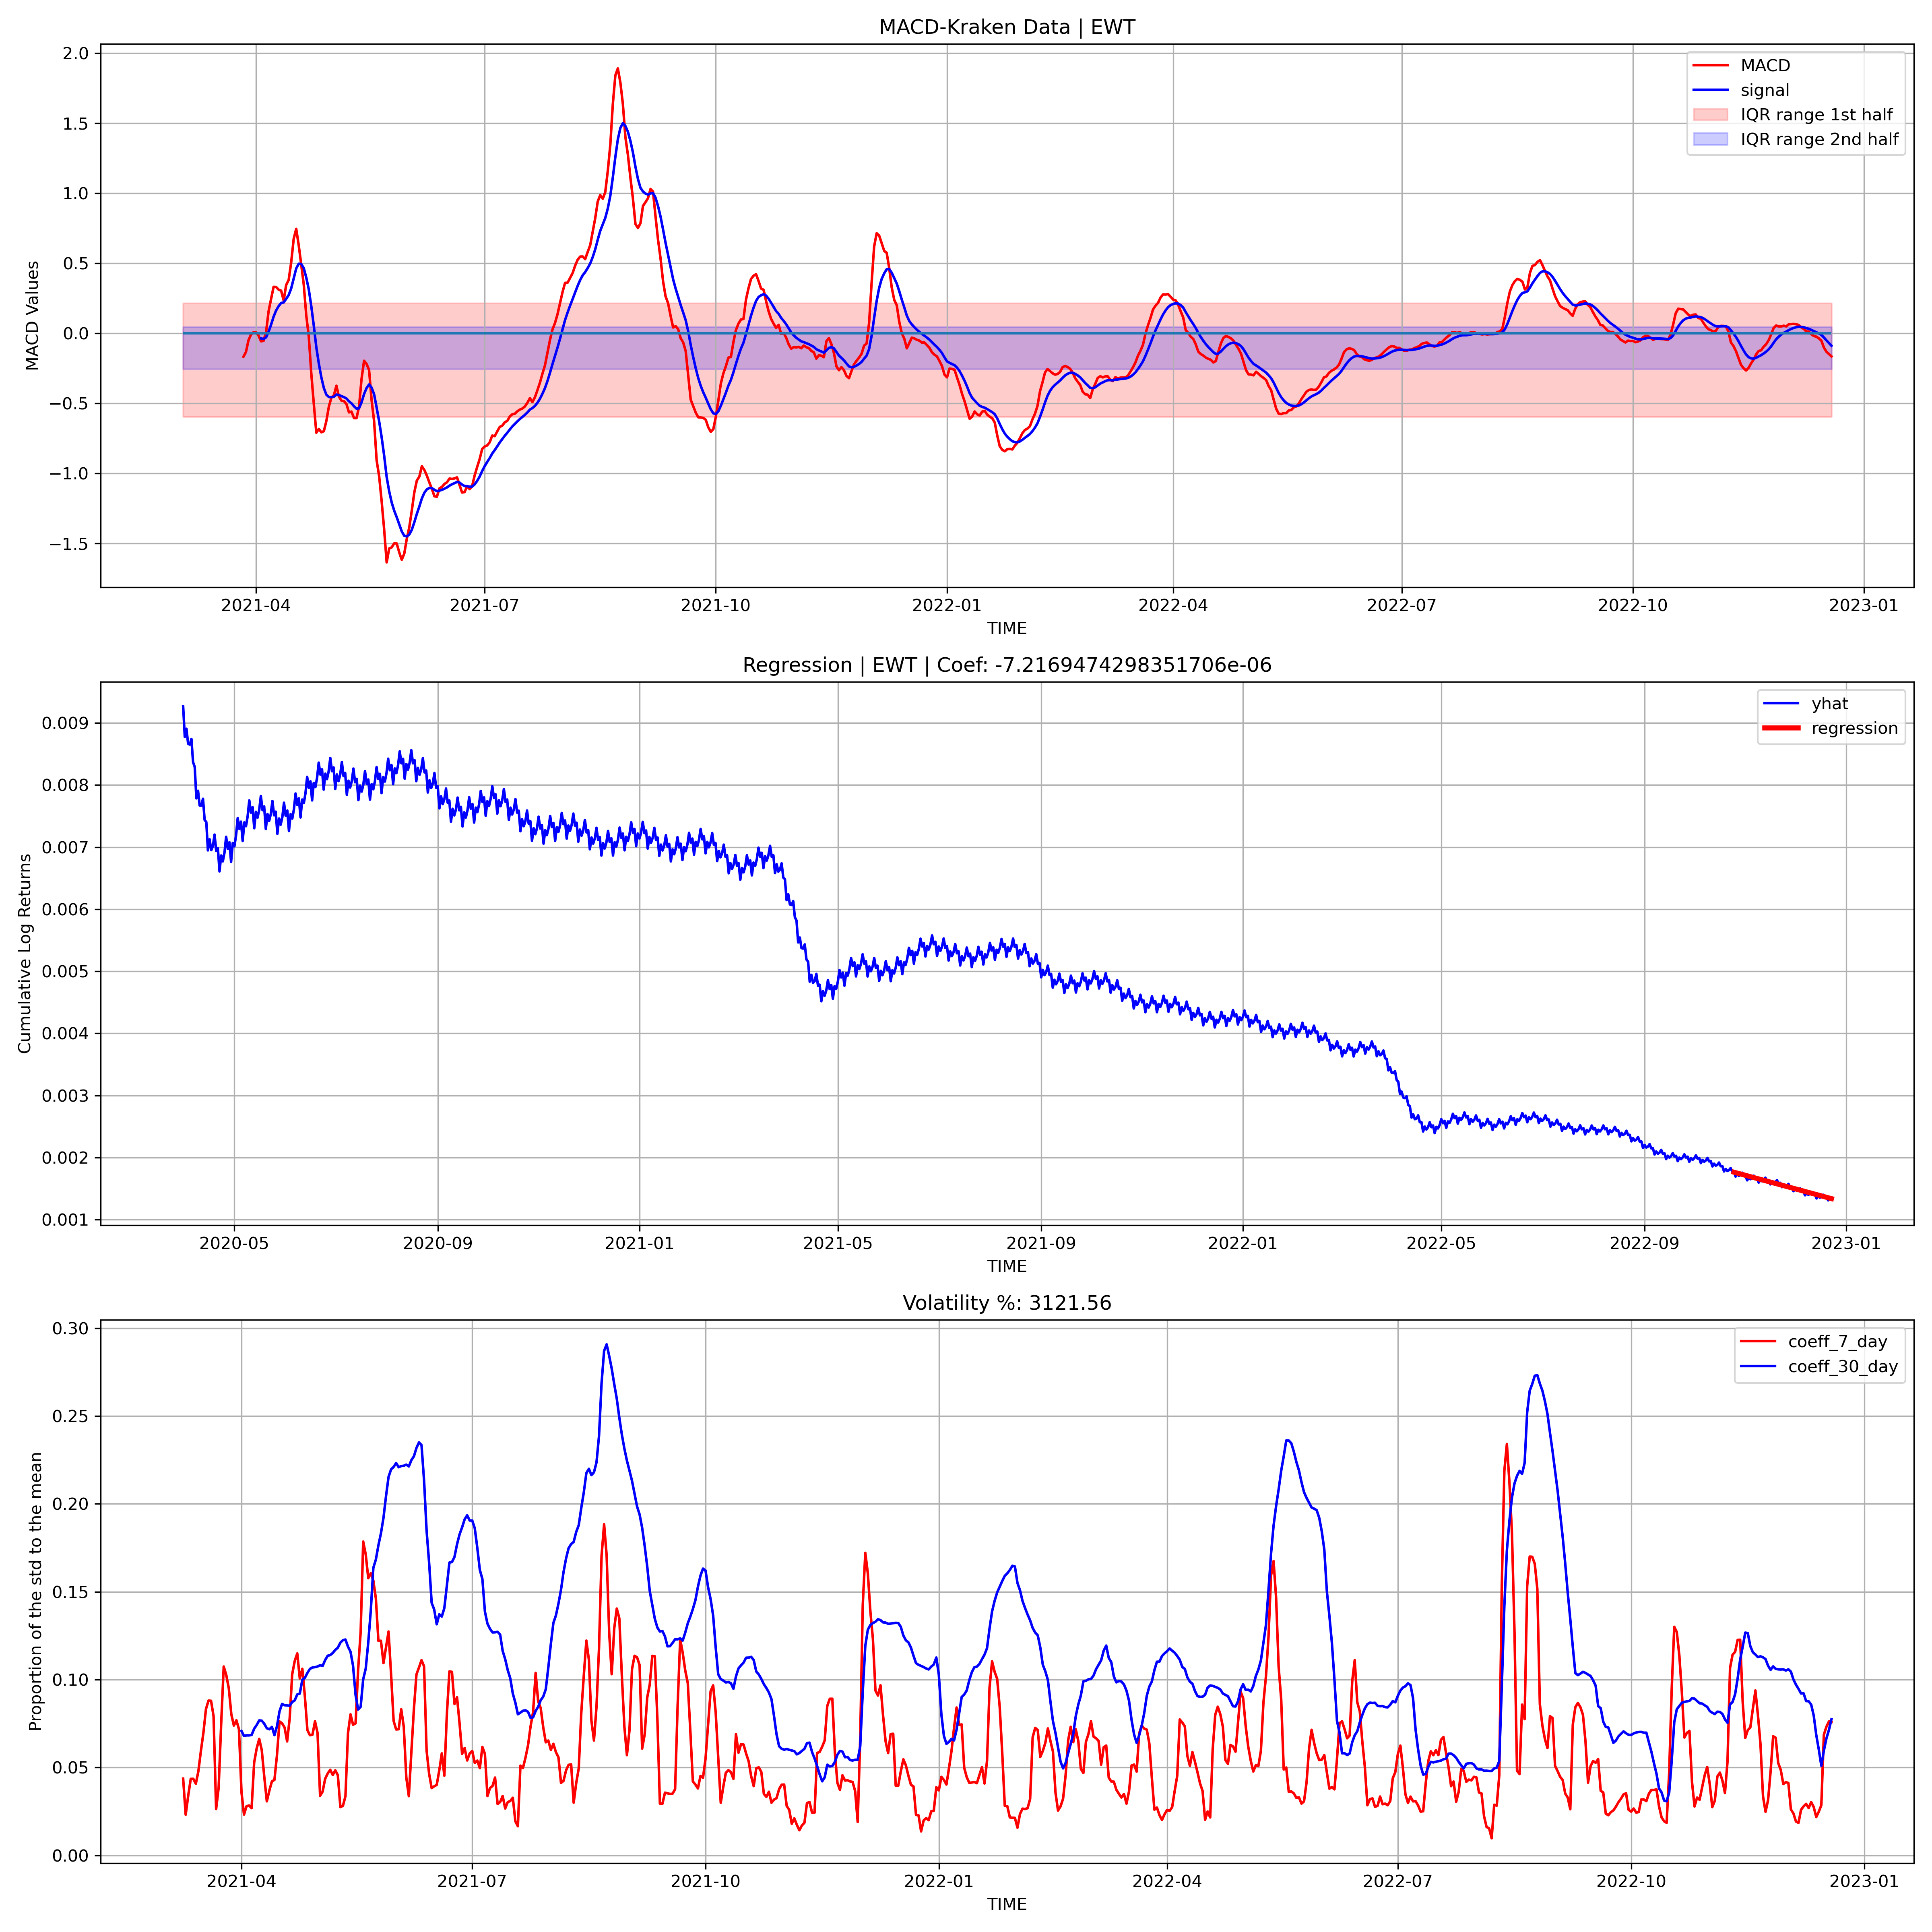 MACD-Kraken Data | EWT
MACD Values
2.0
1.5
1.0
0.5
0.0
−0.5
−1.0
−1.5
MACD
signal
IQR range 1st half
IQR range 2nd half
2021-04 2021-07 2021-10 2022-01 2022-04 2022-07 2022-10 2023-01
TIME
Regression | EWT | Coef: -7.2169474298351706e-06
Cumulative Log Returns
0.009
0.008
0.007
0.006
0.005
0.004
0.003
0.002
0.001
yhat
regression
2020-05 2020-09 2021-01 2021-05 2021-09 2022-01 2022-05 2022-09 2023-01
TIME
Volatility %: 3121.56
Proportion of the std to the mean
0.30
0.25
0.20
0.15
0.10
0.05
0.00
coeff_7_day
coeff_30_day
2021-04 2021-07 2021-10 2022-01 2022-04 2022-07 2022-10 2023-01
TIME